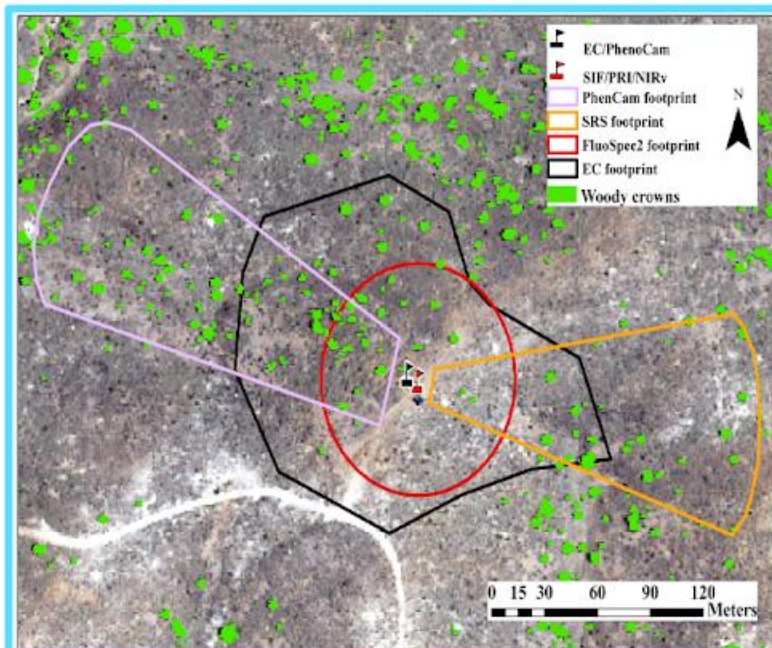 EC/PhenoCam
SIF/PRI/NIRv
PhenCam footprint
SRS footprint
FluoSpec2 footprint
EC footprint
Woody crowns
N
0 15 30 60 90 120
Meters